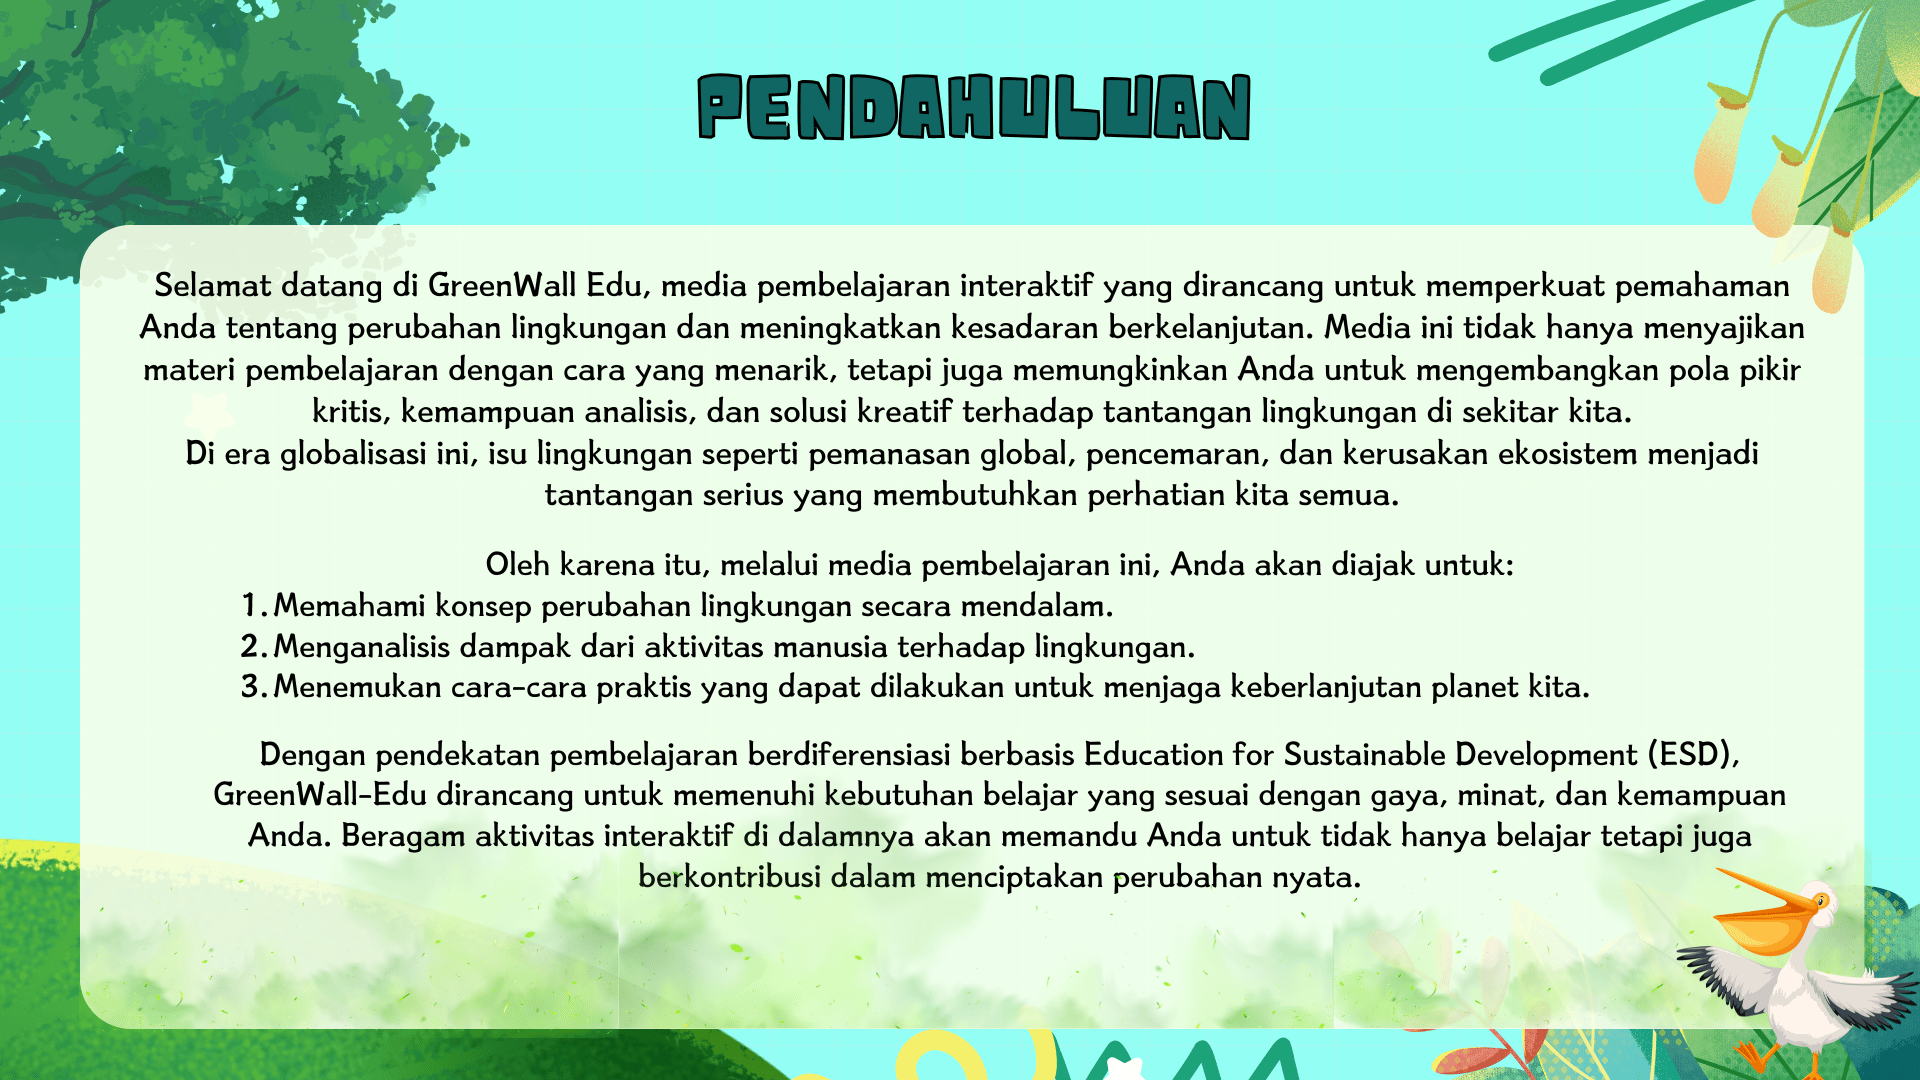 PENDAHULUAN
Selamat datang di GreenWall Edu, media pembelajaran interaktif yang dirancang untuk memperkuat pemahaman
Anda tentang perubahan lingkungan dan meningkatkan kesadaran berkelanjutan. Media ini tidak hanya menyajikan
materi pembelajaran dengan cara yang menarik, tetapi juga memungkinkan Anda untuk mengembangkan pola pikir
kritis, kemampuan analisis, dan solusi kreatif terhadap tantangan lingkungan di sekitar kita.
Di era globalisasi ini, isu lingkungan seperti pemanasan global, pencemaran, dan kerusakan ekosistem menjadi
tantangan serius yang membutuhkan perhatian kita semua.
Oleh karena itu, melalui media pembelajaran ini, Anda akan diajak untuk:
1. Memahami konsep perubahan lingkungan secara mendalam.
2. Menganalisis dampak dari aktivitas manusia terhadap lingkungan.
3. Menemukan cara-cara praktis yang dapat dilakukan untuk menjaga keberlanjutan planet kita.
Dengan pendekatan pembelajaran berdiferensiasi berbasis Education for Sustainable Development (ESD),
GreenWall-Edu dirancang untuk memenuhi kebutuhan belajar yang sesuai dengan gaya, minat, dan kemampuan
Anda. Beragam aktivitas interaktif di dalamnya akan memandu Anda untuk tidak hanya belajar tetapi juga
berkontribusi dalam menciptakan perubahan nyata.